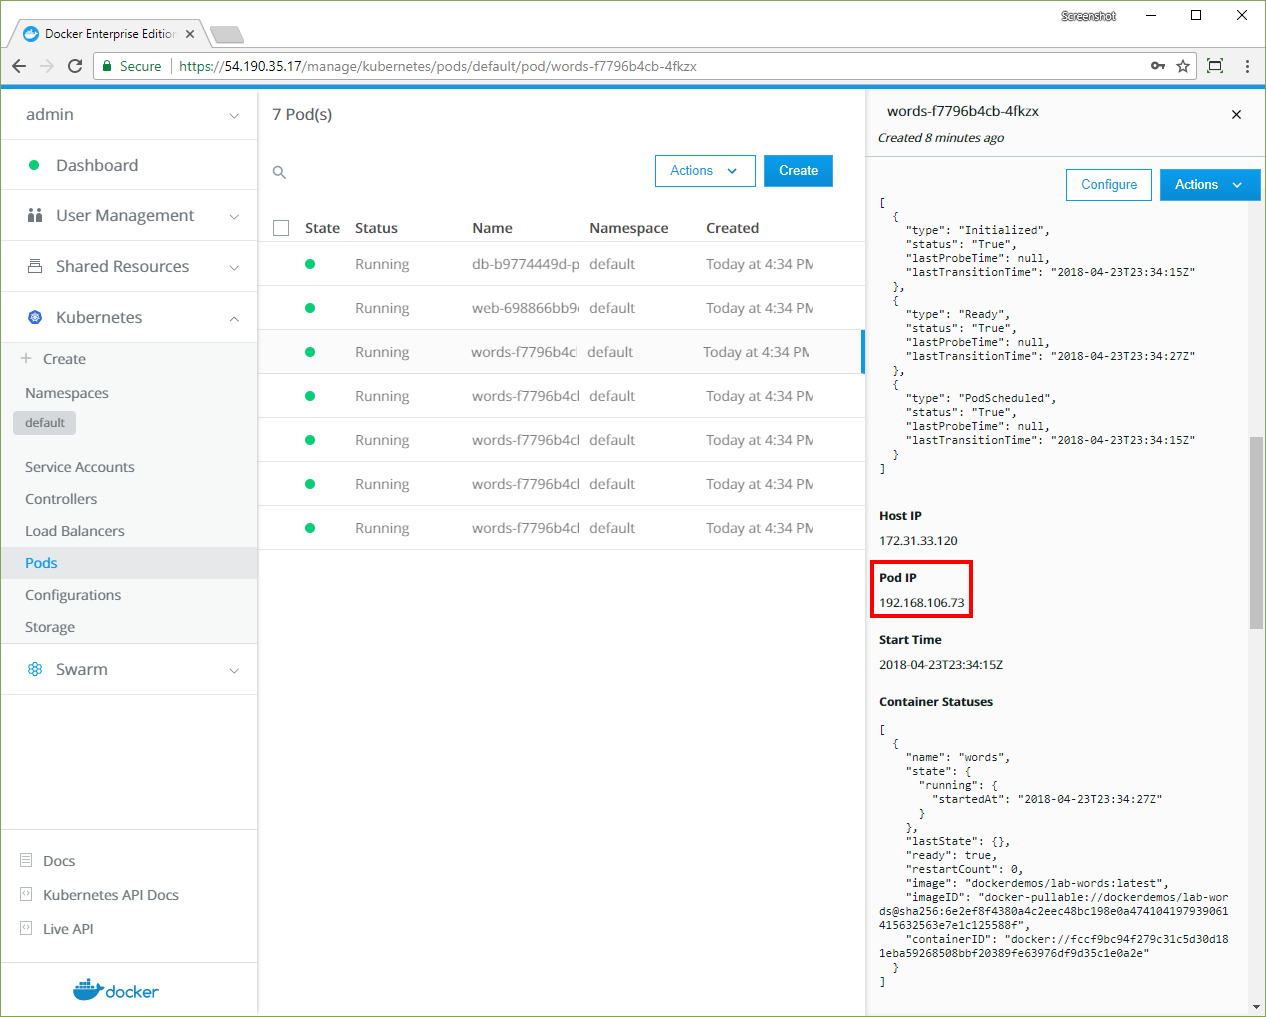 Screenshot
Docker Enterprise Edition
Secure
https://54.190.35.17/manage/kubernetes/pods/default/pod/words-f7796b4cb-4fkzx
admin
Dashboard
User Management
Shared Resources
Kubernetes
Create
Namespaces
default
Service Accounts
Controllers
Load Balancers
Pods
Configurations
Storage
Swarm
Docs
Kubernetes API Docs
Live API
docker
7 Pod(s)
Actions
Create
State Status Name Namespace Created
Running db-b9774449d-p default Today at 4:34 PM
Running web-698866bb9 default Today at 4:34 PM
Running words-f7796b4cl default Today at 4:34 PM
Running words-f7796b4cl default Today at 4:34 PM
Running words-f7796b4cl default Today at 4:34 PM
Running words-f7796b4cl default Today at 4:34 PM
Running words-f7796b4cl default Today at 4:34 PM
words-f7796b4cb-4fkzx
Created 8 minutes ago
Configure
Actions
[
{
"type": "Initialized",
"status": "True",
"lastProbeTime": null,
"lastTransitionTime": "2018-04-23T23:34:15Z"
},
{
"type": "Ready",
"status": "True",
"lastProbeTime": null,
"lastTransitionTime": "2018-04-23T23:34:27Z"
},
{
"type": "PodScheduled",
"status": "True",
"lastProbeTime": null,
"lastTransitionTime": "2018-04-23T23:34:15Z"
}
]
Host IP
172.31.33.120
Pod IP
192.168.106.73
Start Time
2018-04-23T23:34:15Z
Container Statuses
[
{
"name": "words",
"state": {
"running": {
"startedAt": "2018-04-23T23:34:27Z"
}
},
"lastState": {},
"ready": true,
"restartCount": 0,
"image": "dockerdemos/lab-words:latest",
"imageID": "docker-pullable://dockerdemos/lab-wor
ds@sha256:6e2ef8f4380a4c2eec48bc198e0a474104197939061
415632563e7e1c125588f",
"containerID": "docker://fccf9bc94f279c31c5d30d18
1eba59268508bbf20389fe63976df9d35c1e0a2e"
}
]